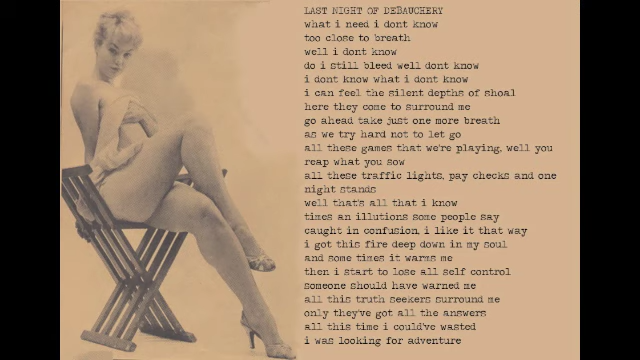 LAST NIGHT OF DEBAUCHERY
what i need i dont know
too close to breath
well i dont know
do i still bleed well dont know
i dont know what i dont know
i can feel the silent depths of shoal
here they come to surround me
go ahead take just one more breath
as we try hard not to let go
all these games that we're playing, well you
reap what you sow
all these traffic lights, pay checks and one
night stands
well that's all that i know
times an illutions some people say
caught in confusion, i like it that way
i got this fire deep down in my soul
and some times it warms me
then i start to lose all self control
someone should have warned me
all this truth seekers surround me
only they've got all the answers
all this time i could've wasted
i was looking for adventure